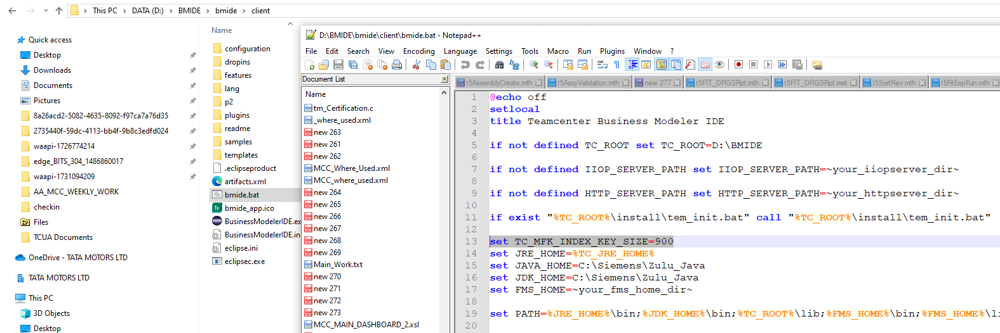 This PC > DATA (D:) > BMIDE > bmide > client
Quick access
Desktop
Downloads
Documents
Pictures
8a26acd2-5082-4635-8092-f97ca7a76d35
2735440f-59dc-4113-bb4f-9b8c3edfd024
waapi-1726774214
edge_BITS_304_1486860017
waapi-1731094209
AA_MCC_WEEKLY_WORK
checkin
Files
TCUA Documents
OneDrive - TATA MOTORS LTD
TATA MOTORS LTD
This PC
3D Objects
Desktop
Name
configuration
dropins
features
lang
p2
plugins
readme
samples
templates
.eclipseproduct
artifacts.xml
bmide.bat
bmide_app.ico
BusinessModelerIDE.ex
BusinessModelerIDE.in
eclipse.ini
eclipsec.exe
D:\BMIDE\bmide\client\bmide.bat - Notepad++
File Edit Search View Encoding Language Settings Tools Macro Run Plugins Window ?
Document List
Name
tm_Certification.c
_where_used.xml
new 263
new 261
new 262
MCC_Where_Used.xml
MCC_where_used.xml
new 264
new 265
new 266
new 267
new 268
new 269
Main_Work.txt
new 270
new 271
new 272
new 273
MCC_MAIN_DASHBOARD_2.xsl
t5AssemblyCreate.mth t5AssyValidation.mth new 277 t5FIT_DRGSRpt.mth t5FIT_DRGSRpt.met t5SortRev.mth t5FitExpFun.mth
1 @echo off
2 setlocal
3 title Teamcenter Business Modeler IDE
4
5 if not defined TC_ROOT set TC_ROOT=D:\BMIDE
6
7 if not defined IIOP_SERVER_PATH set IIOP_SERVER_PATH=~your_iiopserver_dir~
8
9 if not defined HTTP_SERVER_PATH set HTTP_SERVER_PATH=~your_httpserver_dir~
10
11 if exist "%TC_ROOT%\install\tem_init.bat" call "%TC_ROOT%\install\tem_init.bat"
12
13 set TC_MFK_INDEX_KEY_SIZE=900
14 set JRE_HOME=%TC_JRE_HOME%
15 set JAVA_HOME=C:\Siemens\Zulu_Java
16 set JDK_HOME=C:\Siemens\Zulu_Java
17 set FMS_HOME=~your_fms_home_dir~
18
19 set PATH=%JRE_HOME%\bin;%JDK_HOME%\bin;%TC_ROOT%\lib;%FMS_HOME%\bin;%FMS_HOME%\li
20